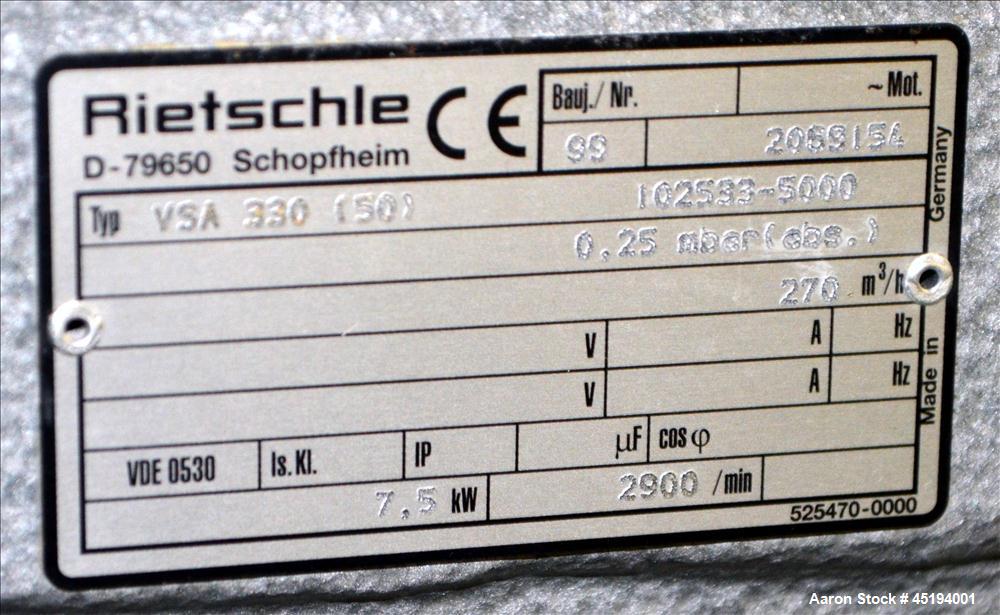 Rietschle CE
D-79650 Schopfheim
Bauj./ Nr. ~ Mot.
99 2069154
Typ VSA 330 (50) 102533-5000
0,25 mbar(abs.)
270 m³/h
V A Hz
V A Hz
VDE 0530 Is. Kl. IP µF cos φ
7,5 kW 2900 /min
525470-0000
Made in Germany
Aaron Stock # 45194001